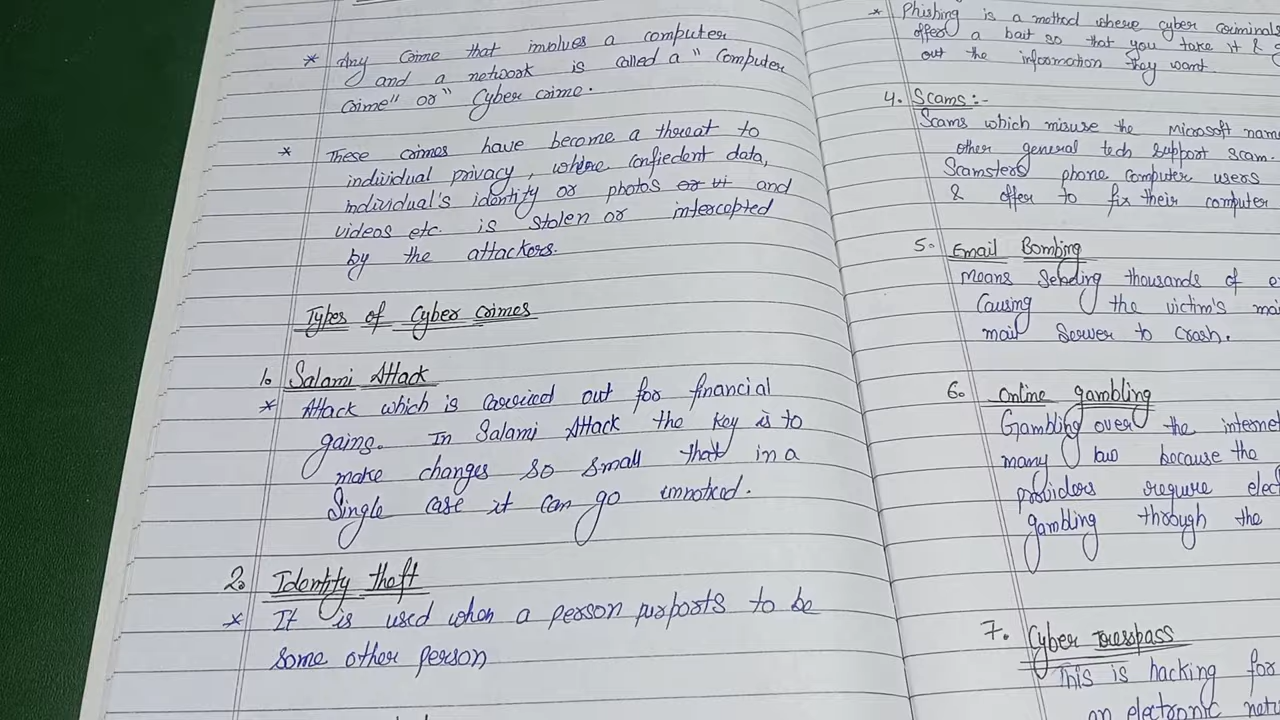 * Any crime that involves a computer
and a network is called a "Computer
crime" or "Cyber crime.
* These crimes have become a threat to
individual privacy, where confiedent data,
individual's identity or photos or vi and
videos etc. is stolen or intercepted
by the attackers.
Types of Cyber crimes
1. Salami Attack
* Attack which is carried out for financial
gains. In Salami Attack the key is to
make changes so small that in a
single case it can go unnoticed.
2. Identity theft
* It is used when a person purports to be
some other person
* Phishing is a method where cyber criminals
offer a bait so that you take it &
out the information they want.
4. Scams:-
Scams which misuse the Microsoft name
other general tech support scam.
Scamsters phone computer users
& offer to fix their computer
5. Email Bombing
Means Sending thousands of
causing the victim's
mail server to crash.
6. Online gambling
Gambling over the internet
many law because the
providers require elec
gambling through the
7. Cyber trespass
This is hacking for
an electronic